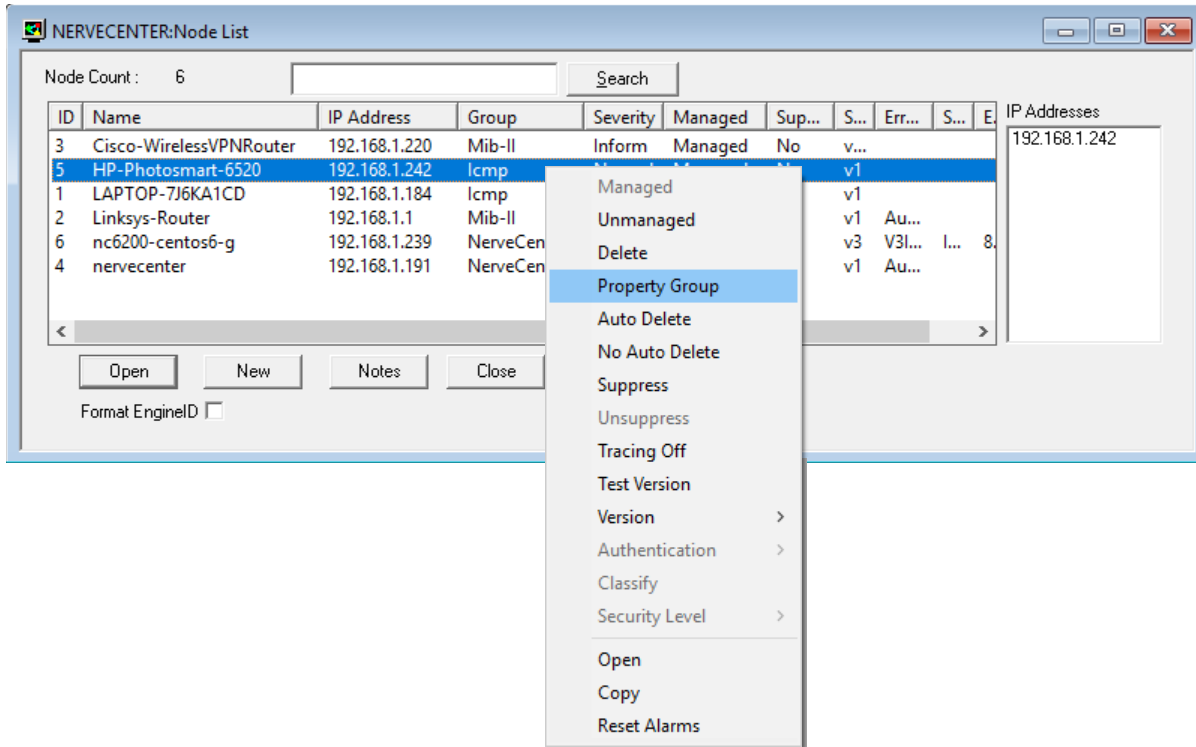 NERVECENTER:Node List
Node Count : 6 Search
ID Name IP Address Group Severity Managed Sup... S... Err... S... E. IP Addresses
3 Cisco-WirelessVPNRouter 192.168.1.220 Mib-II Inform Managed No v... 192.168.1.242
5 HP-Photosmart-6520 192.168.1.242 Icmp v1
1 LAPTOP-7J6KA1CD 192.168.1.184 Icmp v1
2 Linksys-Router 192.168.1.1 Mib-II v1 Au...
6 nc6200-centos6-g 192.168.1.239 NerveCen v3 V3I... I... 8.
4 nervecenter 192.168.1.191 NerveCen v1 Au...
Open New Notes Close
Format EngineID
Managed
Unmanaged
Delete
Property Group
Auto Delete
No Auto Delete
Suppress
Unsuppress
Tracing Off
Test Version
Version
Authentication
Classify
Security Level
Open
Copy
Reset Alarms